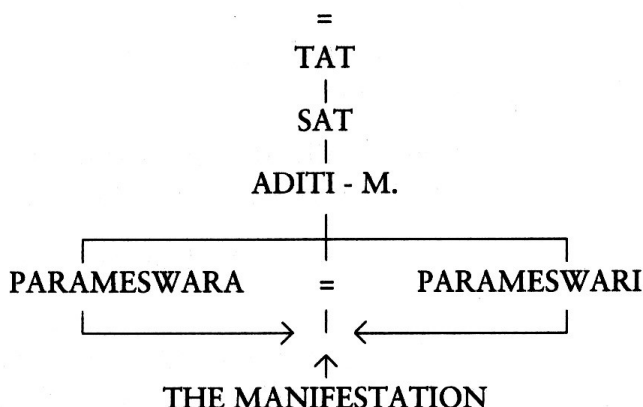 =
TAT
SAT
ADITI - M.
PARAMESWARA = PARAMESWARI
THE MANIFESTATION